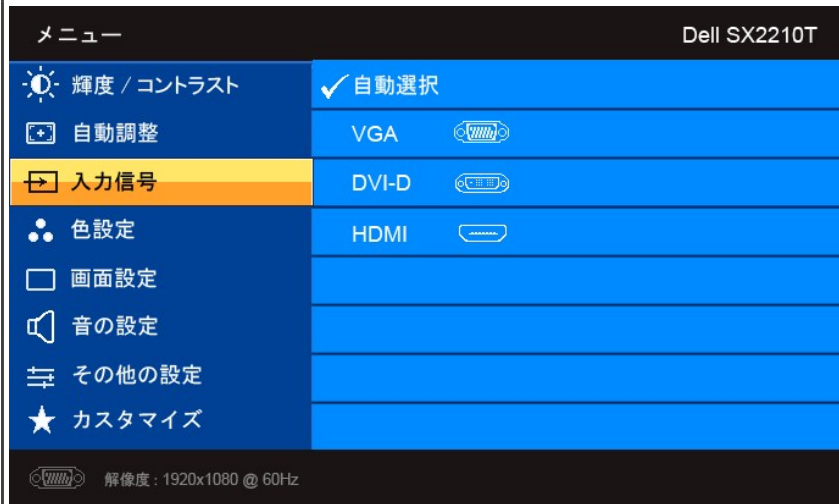 メニュー Dell SX2210T
輝度 / コントラスト
自動調整
入力信号
色設定
画面設定
音の設定
その他の設定
カスタマイズ
✓自動選択
VGA
DVI-D
HDMI
解像度 : 1920x1080 @ 60Hz